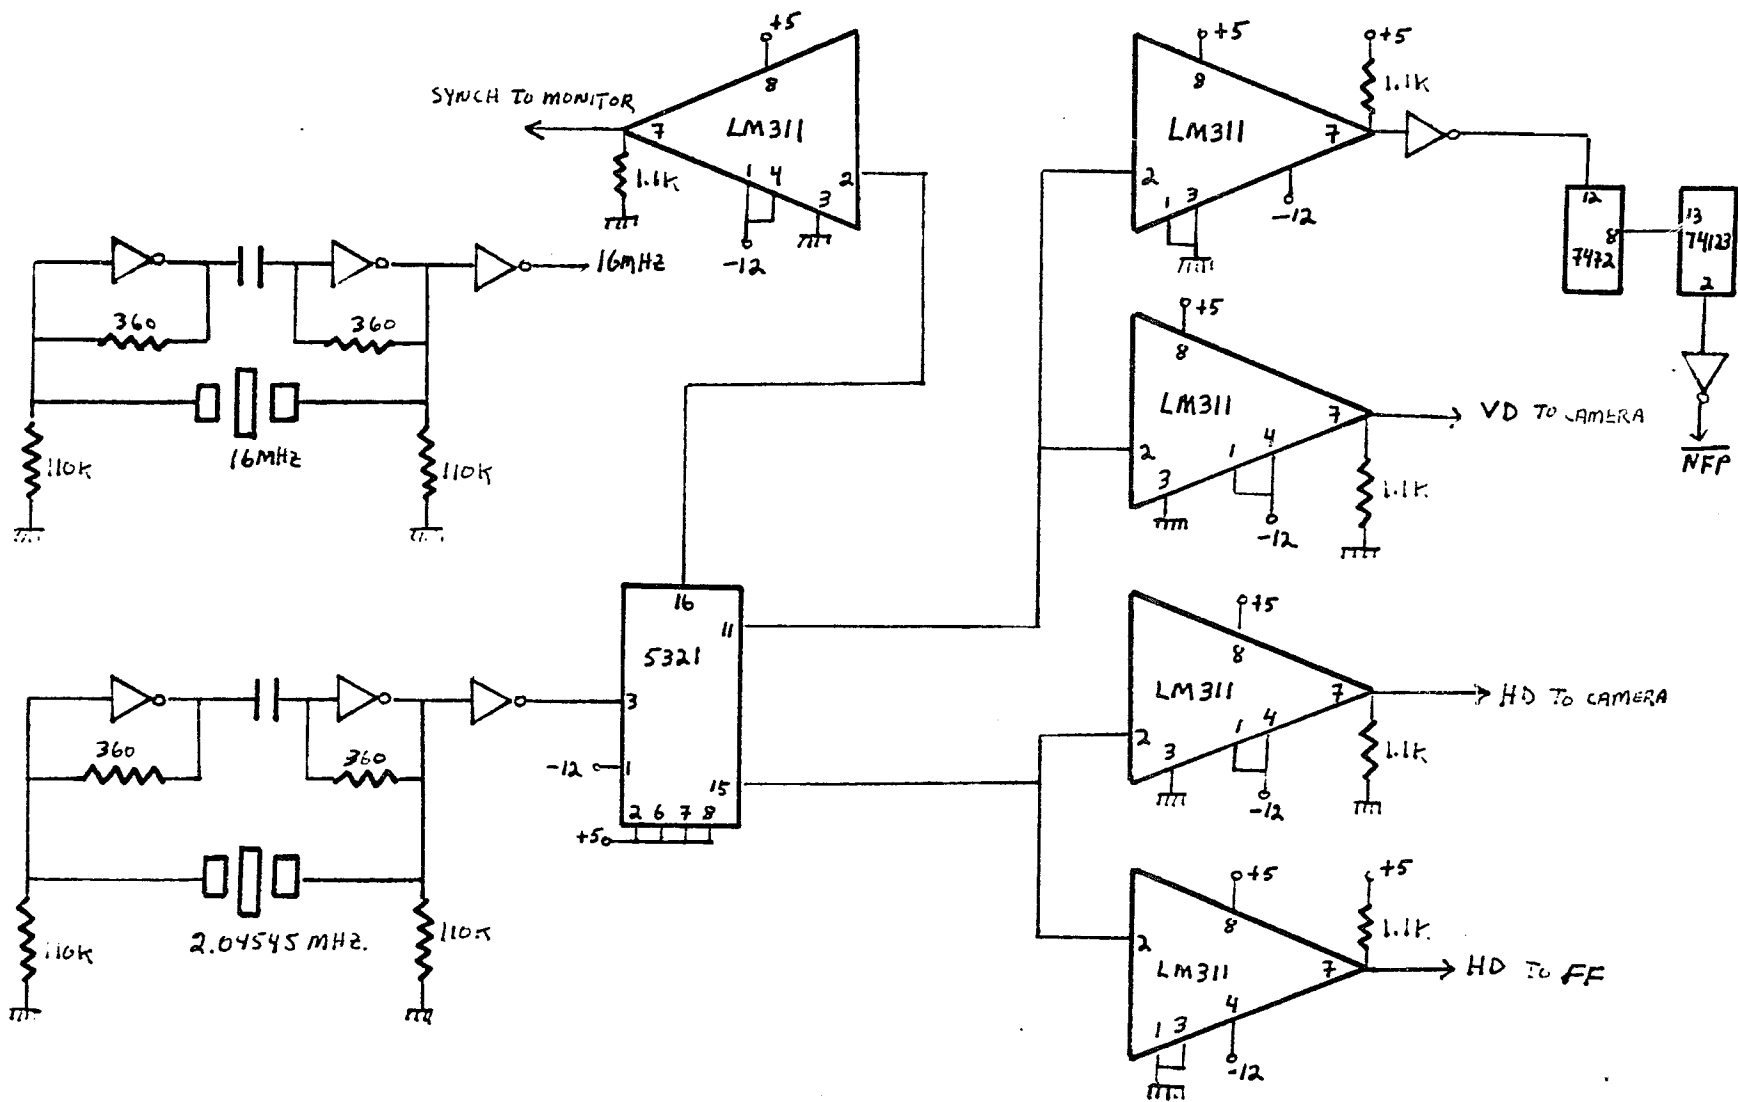 +5
8
SYNCH TO MONITOR
7
LM311
1.1K
1
4
3
2
-12
16MHZ
360
360
16MHZ
110K
110K
+5
8
+5
1.1K
LM311
7
2
1
3
-12
12
8
7472
13
74123
2
NFP
+5
8
LM311
7
VD TO CAMERA
2
3
1
4
-12
1.1K
16
11
5321
3
-12
1
15
2 6 7 8
+5
360
360
2.04545 MHZ.
110K
110K
+5
8
LM311
7
HD TO CAMERA
2
3
1
4
-12
1.1K
+5
8
+5
1.1K
2
LM311
7
HD TO FF
1
3
4
-12